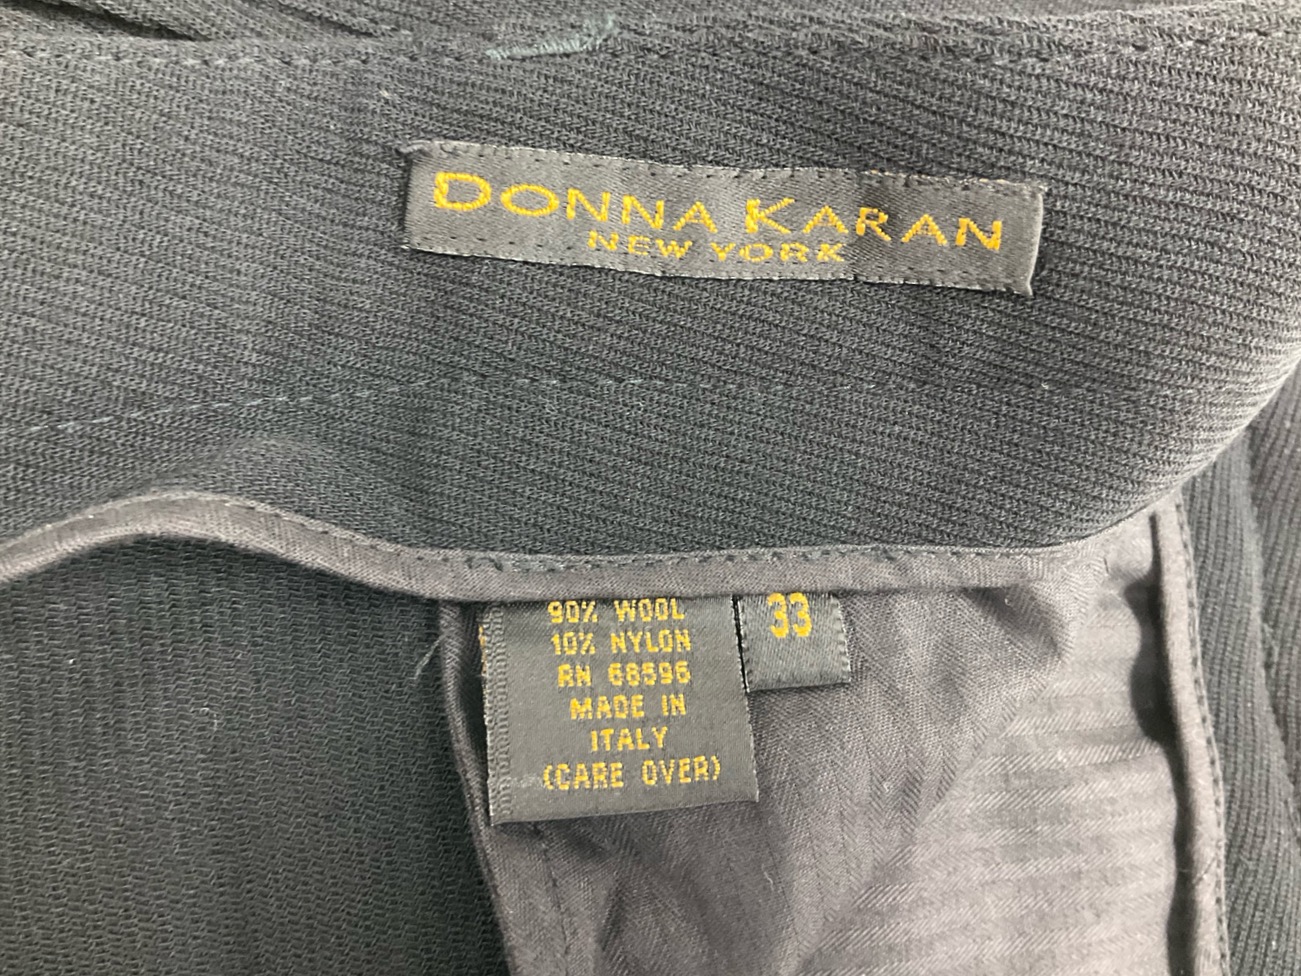 DONNA KARAN
NEW YORK
90% WOOL
10% NYLON
RN 68596
MADE IN
ITALY
(CARE OVER)
33